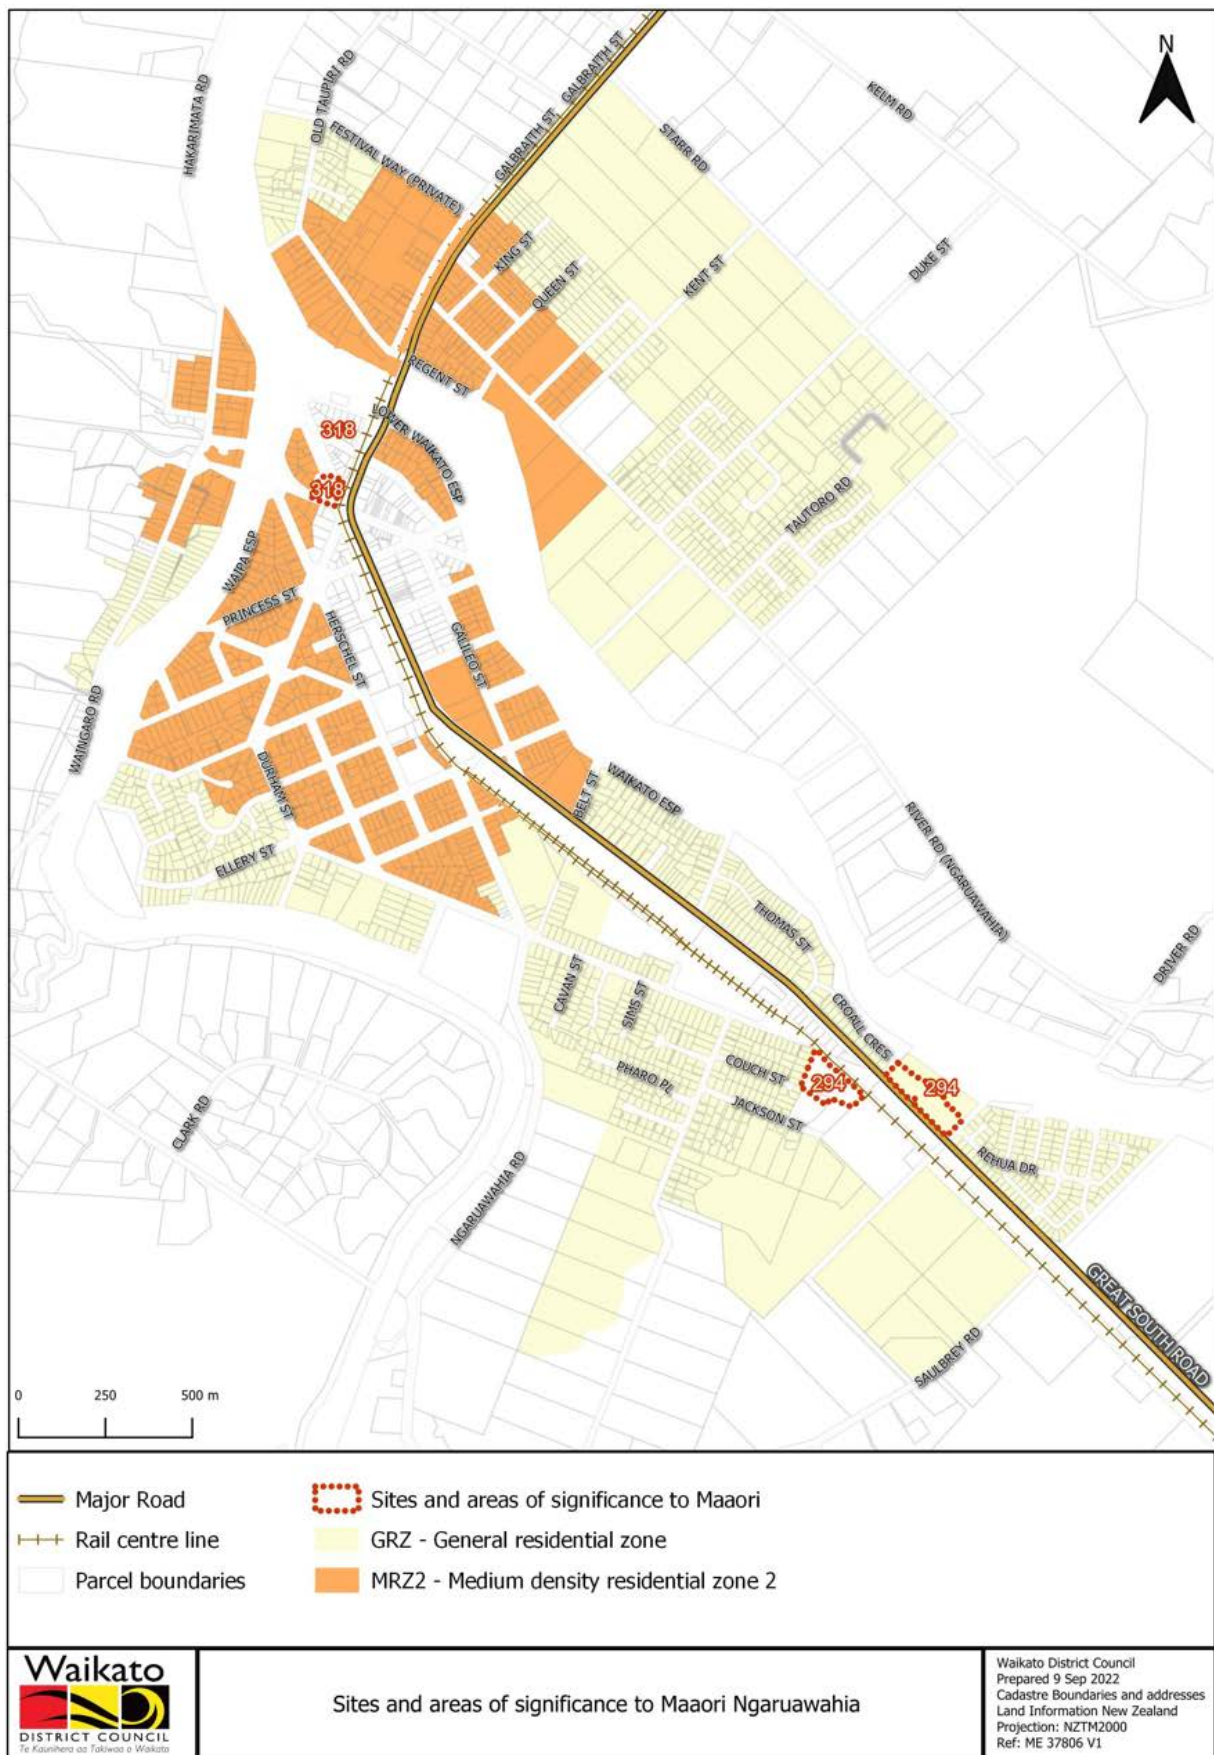 N
HAKARIMATA RD
OLD TAUPIRI RD
FESTIVAL WAY (PRIVATE)
GALBRAITH ST
GALBRAITH ST
STARR RD
KELM RD
KING ST
QUEEN ST
KENT ST
DUKE ST
REGENT ST
LOWER WAIKATO ESP
318
318
TAUTORO RD
WAIPA ESP
PRINCESS ST
HERSCHEL ST
GALILEO ST
WAINGARO RD
DURHAM ST
BELT ST
WAIKATO ESP
RIVER RD (NGARUAWAHIA)
ELLERY ST
THOMAS ST
DRIVER RD
CAVAN ST
SIMS ST
CROALL CRES
COUCH ST
PHARO PL
JACKSON ST
294
294
CLARK RD
NGARUAWAHIA RD
REHUA DR
GREAT SOUTH ROAD
SAULBREY RD
0 250 500 m
Major Road
Rail centre line
Parcel boundaries
Sites and areas of significance to Maaori
GRZ - General residential zone
MRZ2 - Medium density residential zone 2
Waikato
DISTRICT COUNCIL
Te Kaunihera aa Takiwaa o Waikato
Sites and areas of significance to Maaori Ngaruawahia
Waikato District Council
Prepared 9 Sep 2022
Cadastre Boundaries and addresses
Land Information New Zealand
Projection: NZTM2000
Ref: ME 37806 V1